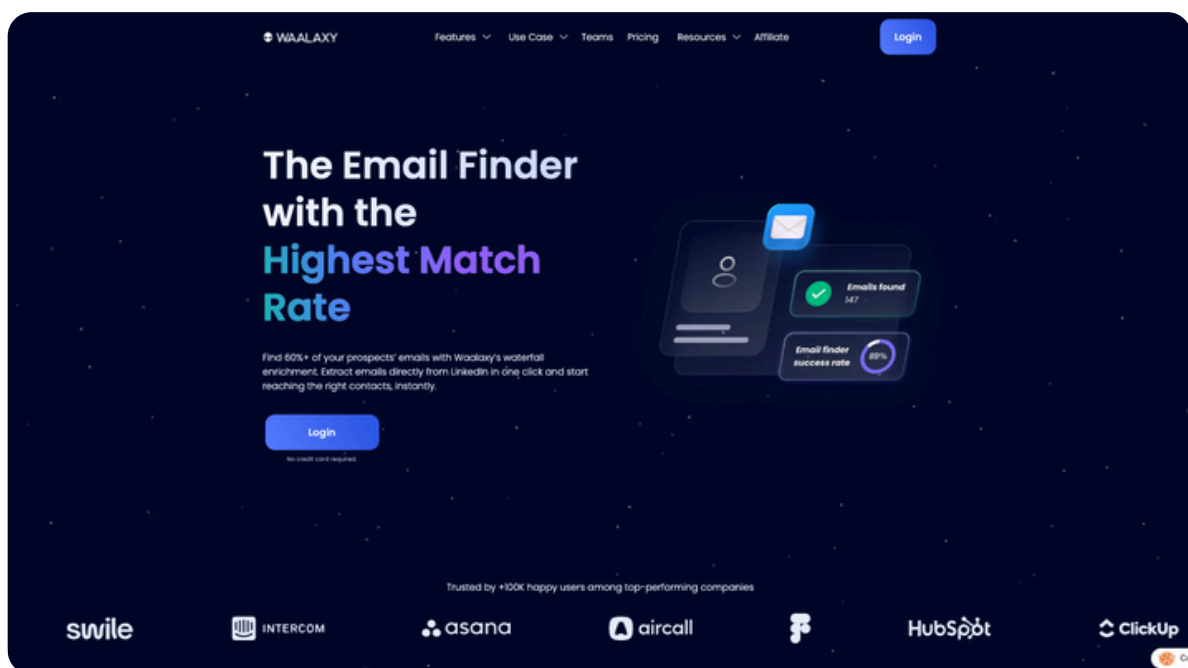 WAALAXY
Features Use Case Teams Pricing Resources Affiliate
Login
The Email Finder
with the
Highest Match
Rate
Find 60%+ of your prospects' emails with Waalaxy's waterfall
enrichment. Extract emails directly from LinkedIn in one click and start
reaching the right contacts, instantly.
Login
No credit card required.
Emails found
147
Email finder
success rate
89%
Trusted by +100K happy users among top-performing companies
swile
INTERCOM
asana
aircall
HubSpot
ClickUp